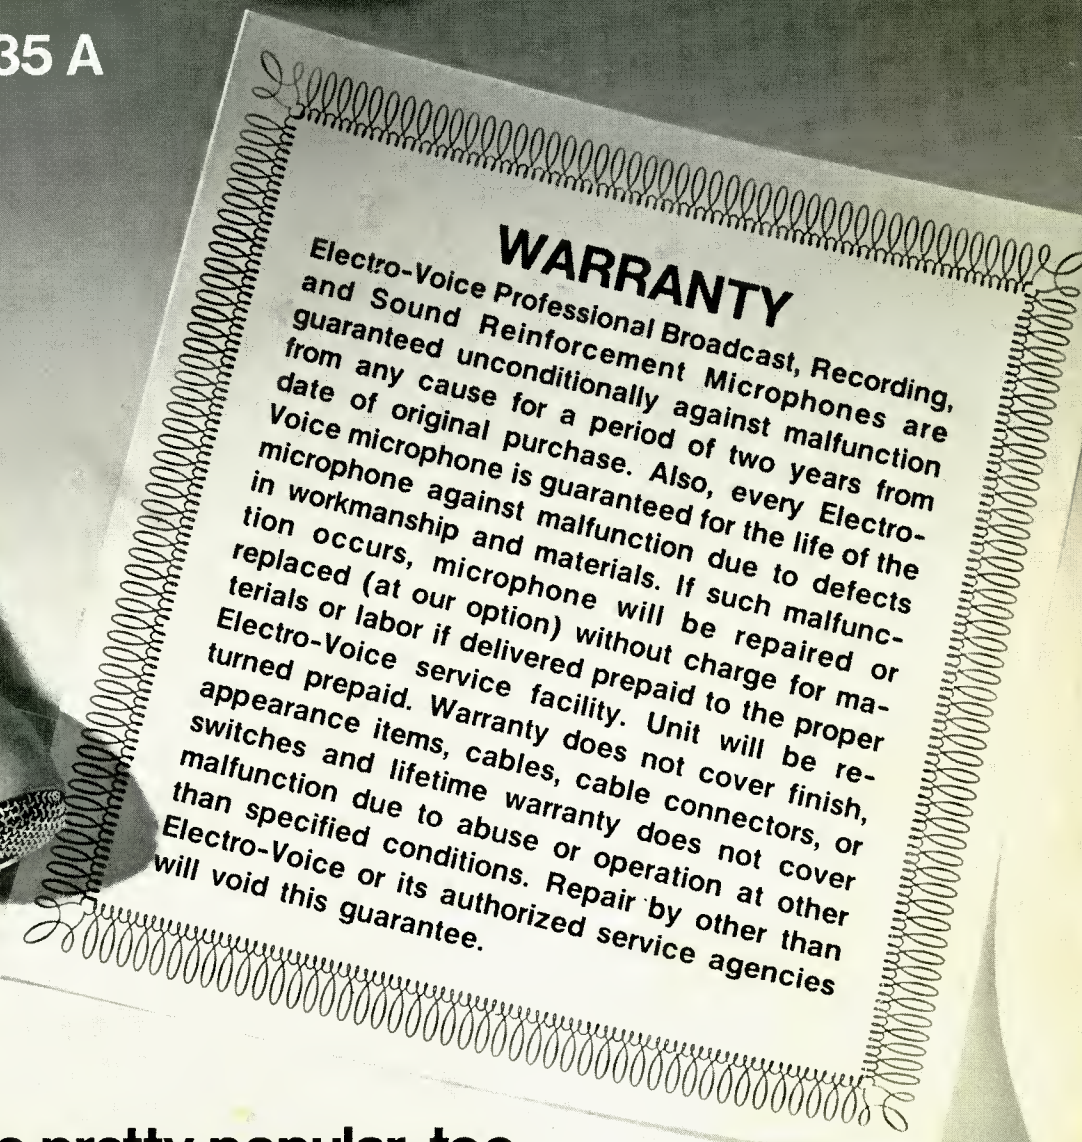 35 A
WARRANTY
Electro-Voice Professional Broadcast, Recording,
and Sound Reinforcement Microphones are
guaranteed unconditionally against malfunction
from any cause for a period of two years from
date of original purchase. Also, every Electro-
Voice microphone is guaranteed for the life of the
microphone against malfunction due to defects
in workmanship and materials. If such malfunc-
tion occurs, microphone will be repaired or
replaced (at our option) without charge for ma-
terials or labor if delivered prepaid to the proper
Electro-Voice service facility. Unit will be re-
turned prepaid. Warranty does not cover finish,
appearance items, cables, cable connectors, or
switches and lifetime warranty does not cover
malfunction due to abuse or operation at other
than specified conditions. Repair by other than
Electro-Voice or its authorized service agencies
will void this guarantee.
pretty popular, too